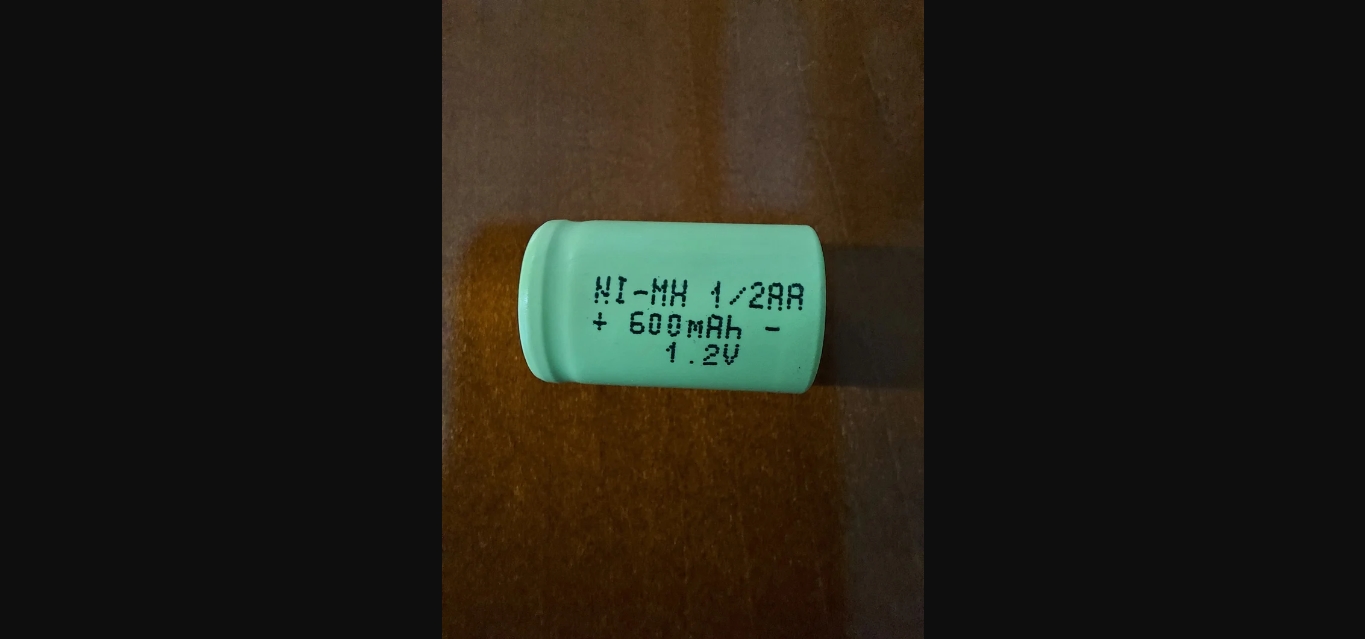 NI-MH 1/2AA
+ 600mAh -
1.2V